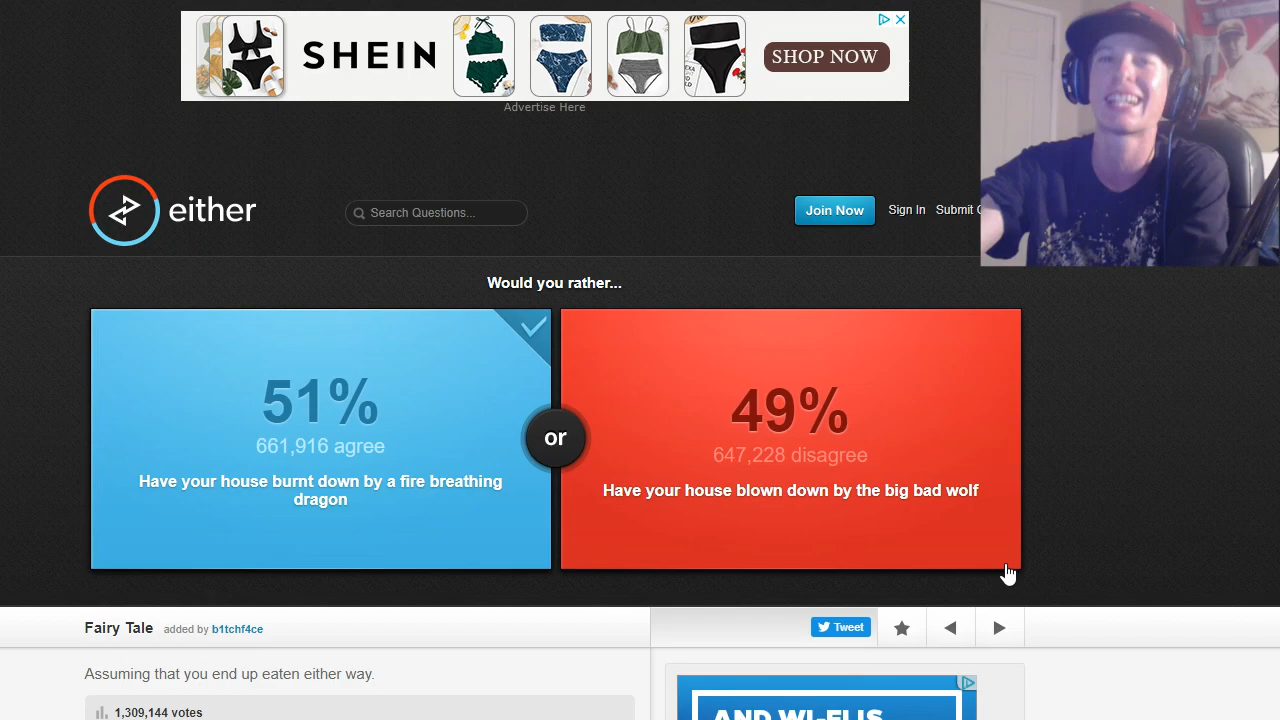 SHEIN
SHOP NOW
Advertise Here
either
Search Questions...
Join Now
Sign In
Submit
Would you rather...
51%
661,916 agree
Have your house burnt down by a fire breathing
dragon
or
49%
647,228 disagree
Have your house blown down by the big bad wolf
Fairy Tale added by b1tchf4ce
Tweet
Assuming that you end up eaten either way.
1,309,144 votes
AND WI-FI IS